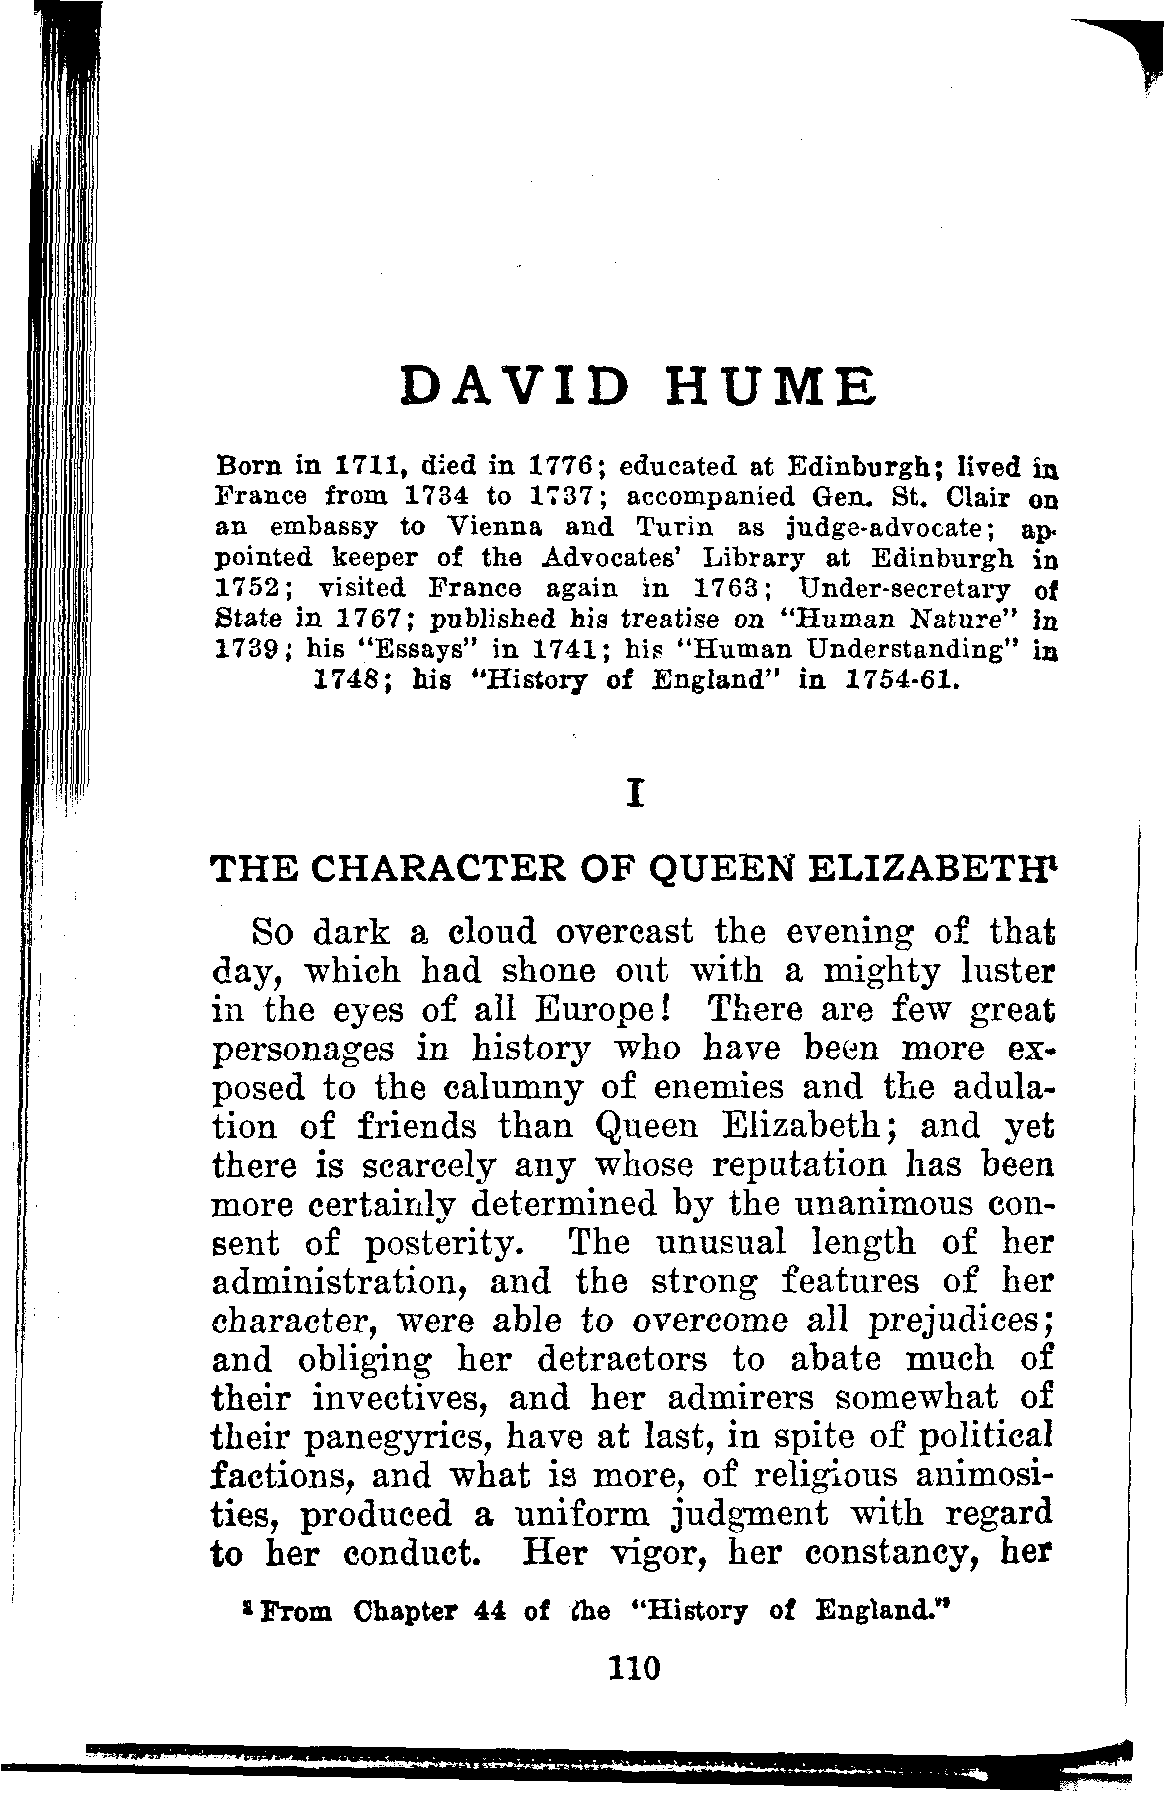 DAVID HUME
Born in 1711, died in 1776; educated at Edinburgh; lived in
France from 1734 to 1737; accompanied Gen. St. Clair on
an embassy to Vienna and Turin as judge-advocate; ap-
pointed keeper of the Advocates' Library at Edinburgh in
1752; visited France again in 1763; Under-secretary of
State in 1767; published his treatise on "Human Nature" in
1739; his "Essays" in 1741; his "Human Understanding" in
1748; his "History of England" in 1754-61.
I
THE CHARACTER OF QUEEN ELIZABETH¹
So dark a cloud overcast the evening of that
day, which had shone out with a mighty luster
in the eyes of all Europe! There are few great
personages in history who have been more ex-
posed to the calumny of enemies and the adula-
tion of friends than Queen Elizabeth; and yet
there is scarcely any whose reputation has been
more certainly determined by the unanimous con-
sent of posterity. The unusual length of her
administration, and the strong features of her
character, were able to overcome all prejudices;
and obliging her detractors to abate much of
their invectives, and her admirers somewhat of
their panegyrics, have at last, in spite of political
factions, and what is more, of religious animosi-
ties, produced a uniform judgment with regard
to her conduct. Her vigor, her constancy, her
¹ From Chapter 44 of the "History of England."
110